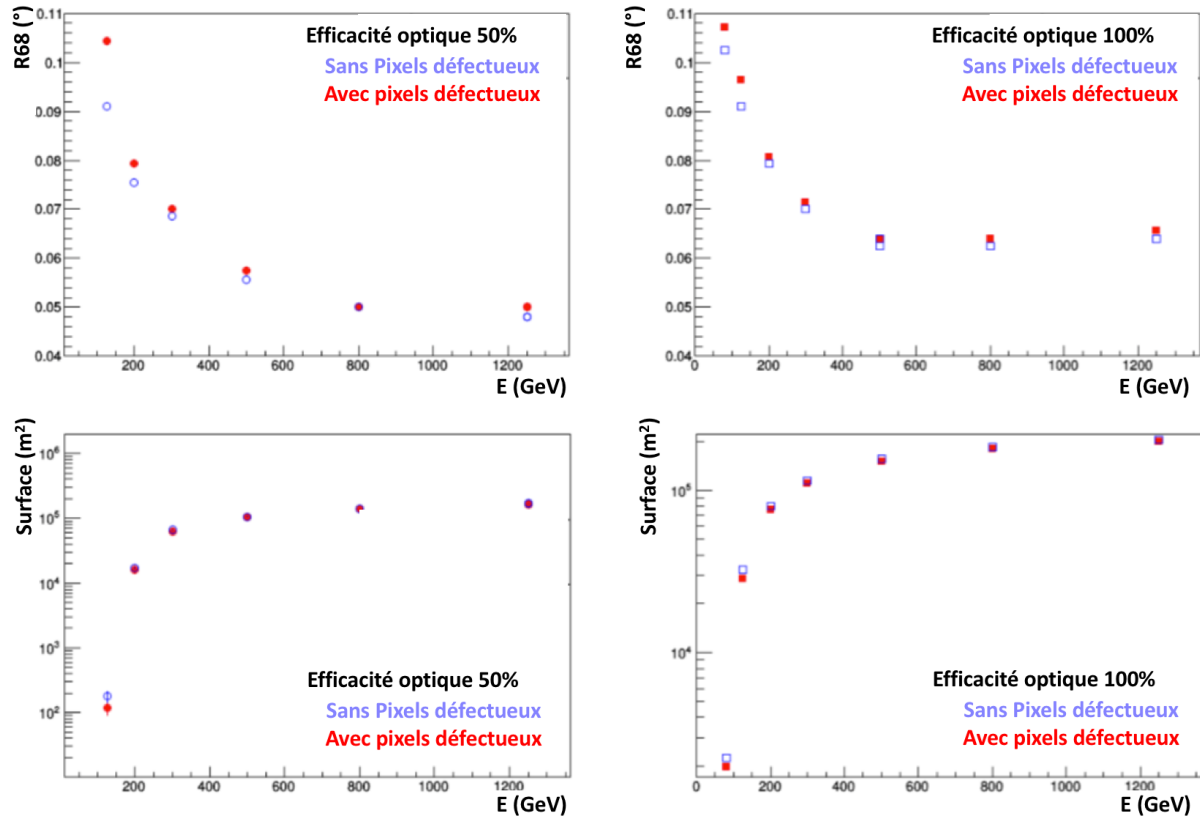 R68 (°)
0.11
0.1
0.09
0.08
0.07
0.06
0.05
0.04
Efficacité optique 50%
Sans Pixels défectueux
Avec pixels défectueux
200
400
600
800
1000
1200
E (GeV)
R68 (°)
0.11
0.1
0.09
0.08
0.07
0.06
0.05
0.04
Efficacité optique 100%
Sans Pixels défectueux
Avec pixels défectueux
0
200
400
600
800
1000
1200
E (GeV)
Surface (m²)
10⁶
10⁵
10⁴
10³
10²
Efficacité optique 50%
Sans Pixels défectueux
Avec pixels défectueux
200
400
600
800
1000
1200
E (GeV)
Surface (m²)
10⁵
10⁴
Efficacité optique 100%
Sans Pixels défectueux
Avec pixels défectueux
0
200
400
600
800
1000
1200
E (GeV)